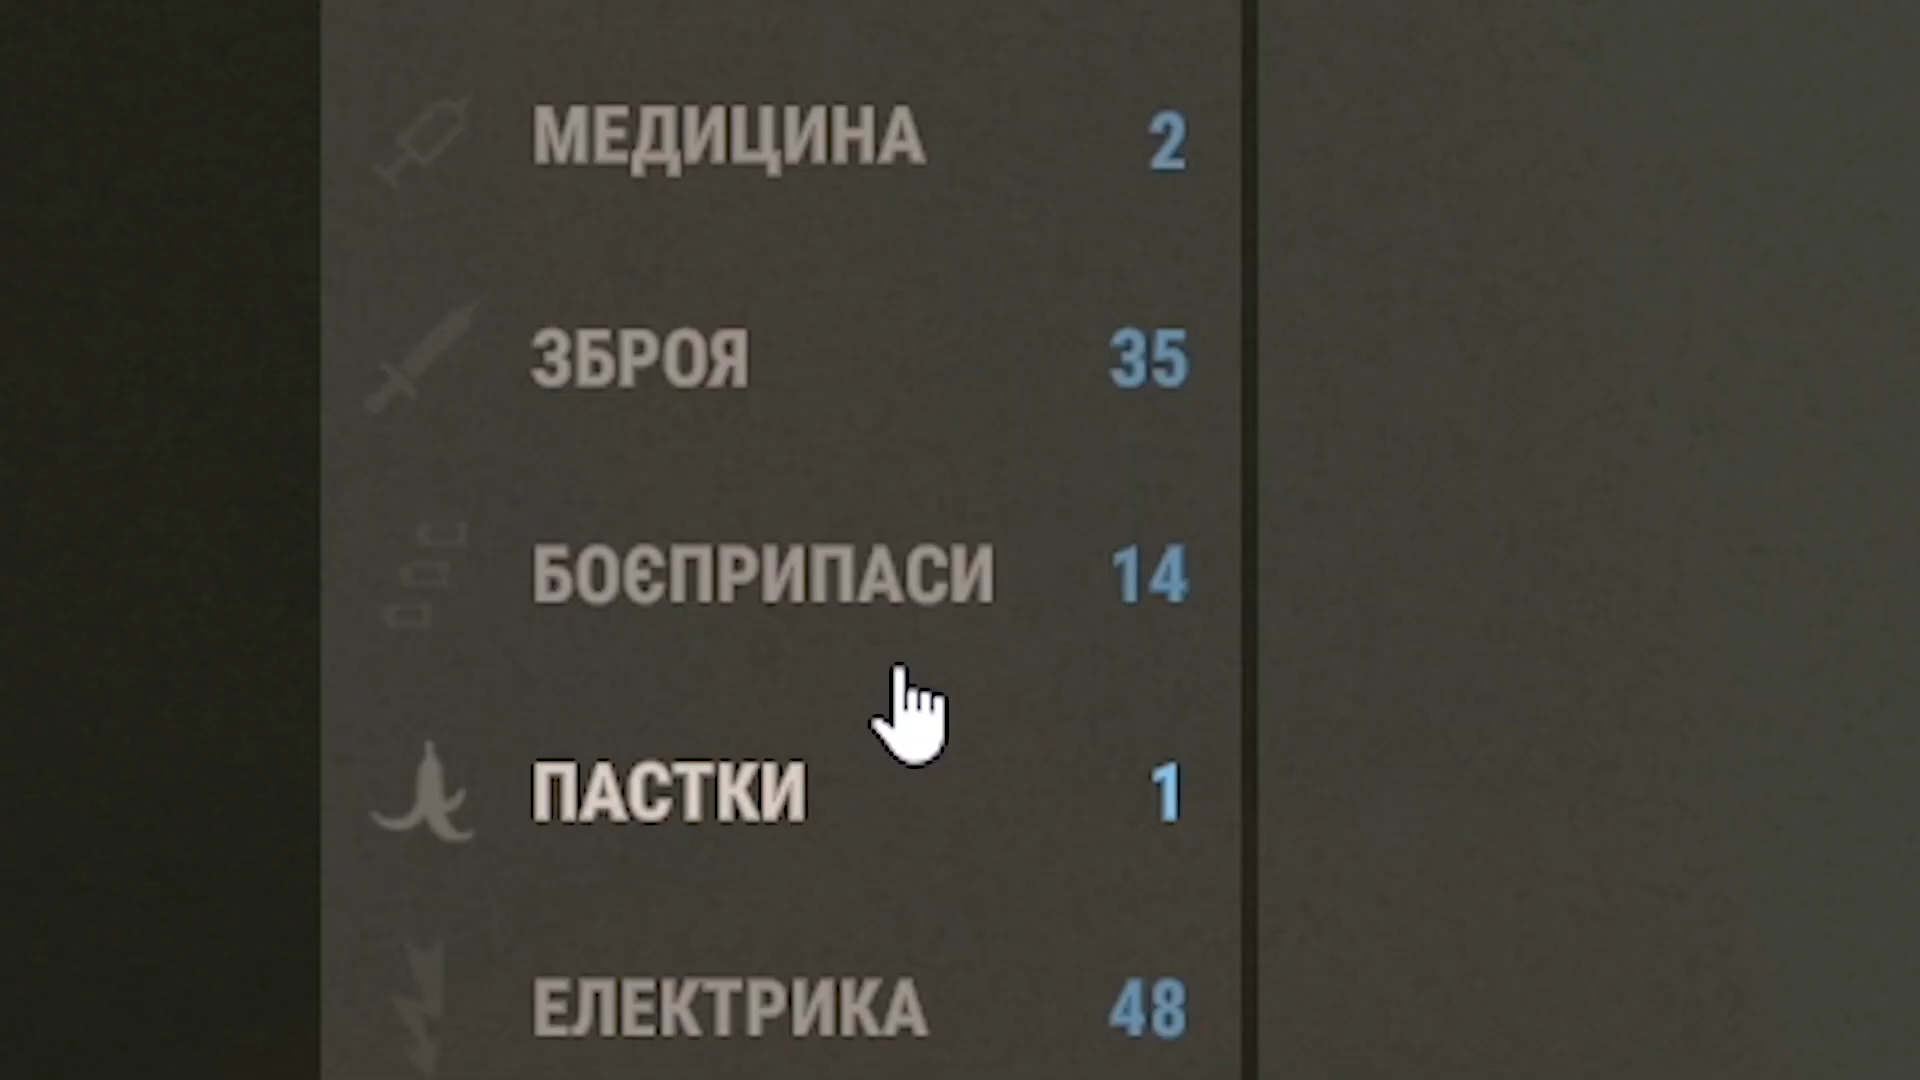 МЕДИЦИНА 2
ЗБРОЯ 35
БОЄПРИПАСИ 14
ПАСТКИ 1
ЕЛЕКТРИКА 48